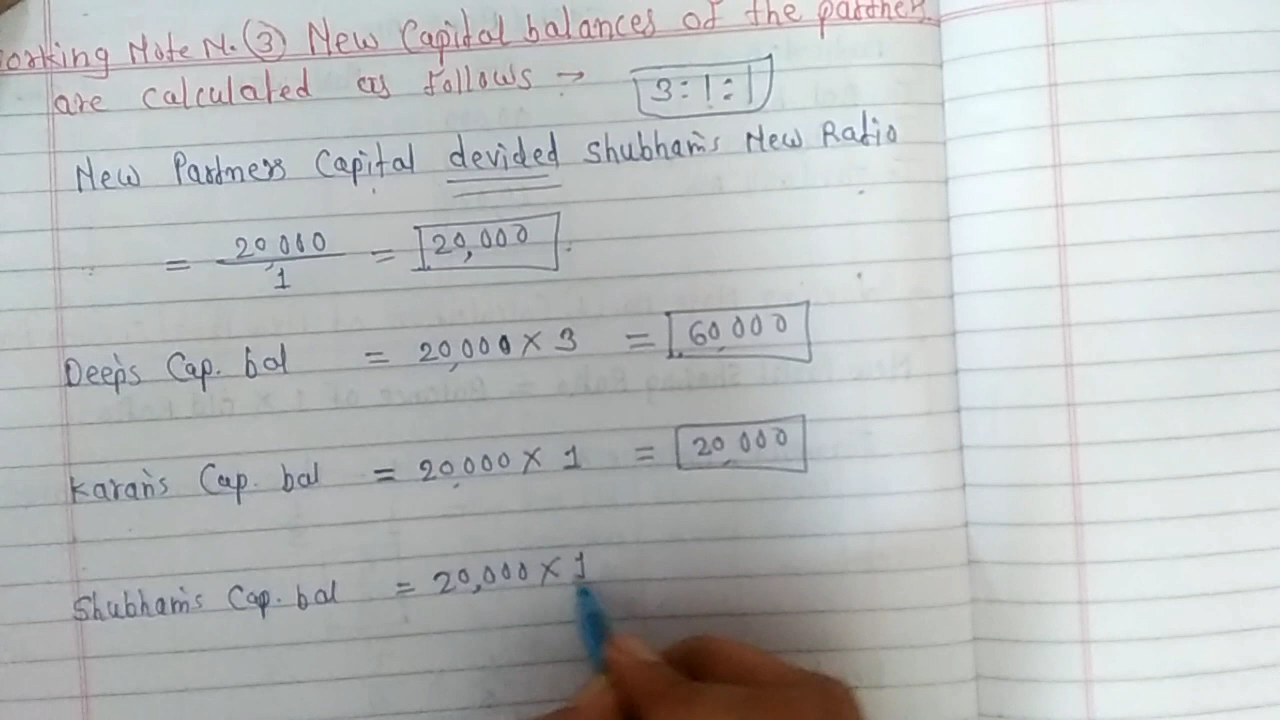 orking Note N. (3) New Capital balances of the partners
are calculated as follows → 3:1:1
New Partners Capital devided Shubham's New Ratio
= 20,000 / 1 = 20,000
Deep's Cap. bal = 20,000 × 3 = 60,000
Karan's Cap. bal = 20,000 × 1 = 20,000
Shubham's Cap. bal = 20,000 × 1